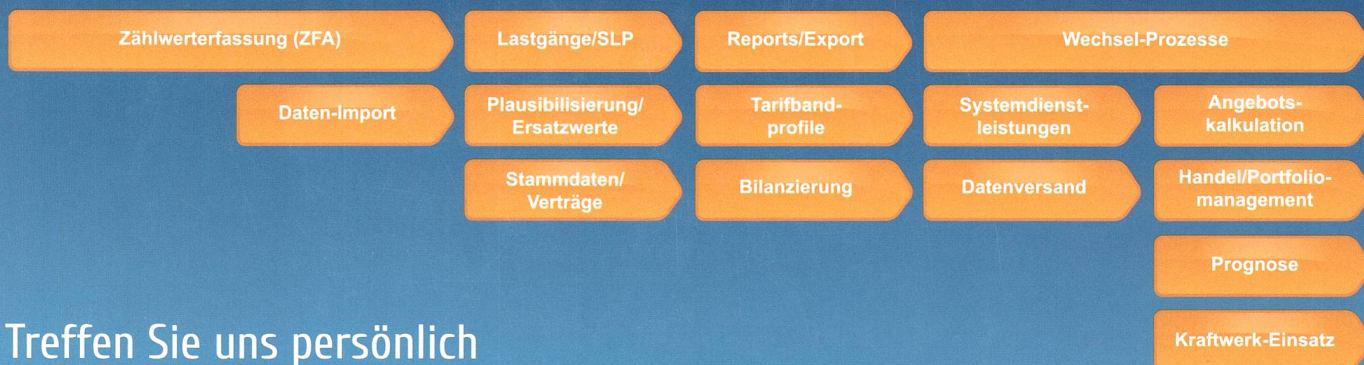 Zählwerterfassung (ZFA)
Lastgänge/SLP
Reports/Export
Wechsel-Prozesse
Daten-Import
Plausibilisierung/
Ersatzwerte
Tarifband-
profile
Systemdienst-
leistungen
Angebots-
kalkulation
Stammdaten/
Verträge
Bilanzierung
Datenversand
Handel/Portfolio-
management
Prognose
Kraftwerk-Einsatz
Treffen Sie uns persönlich